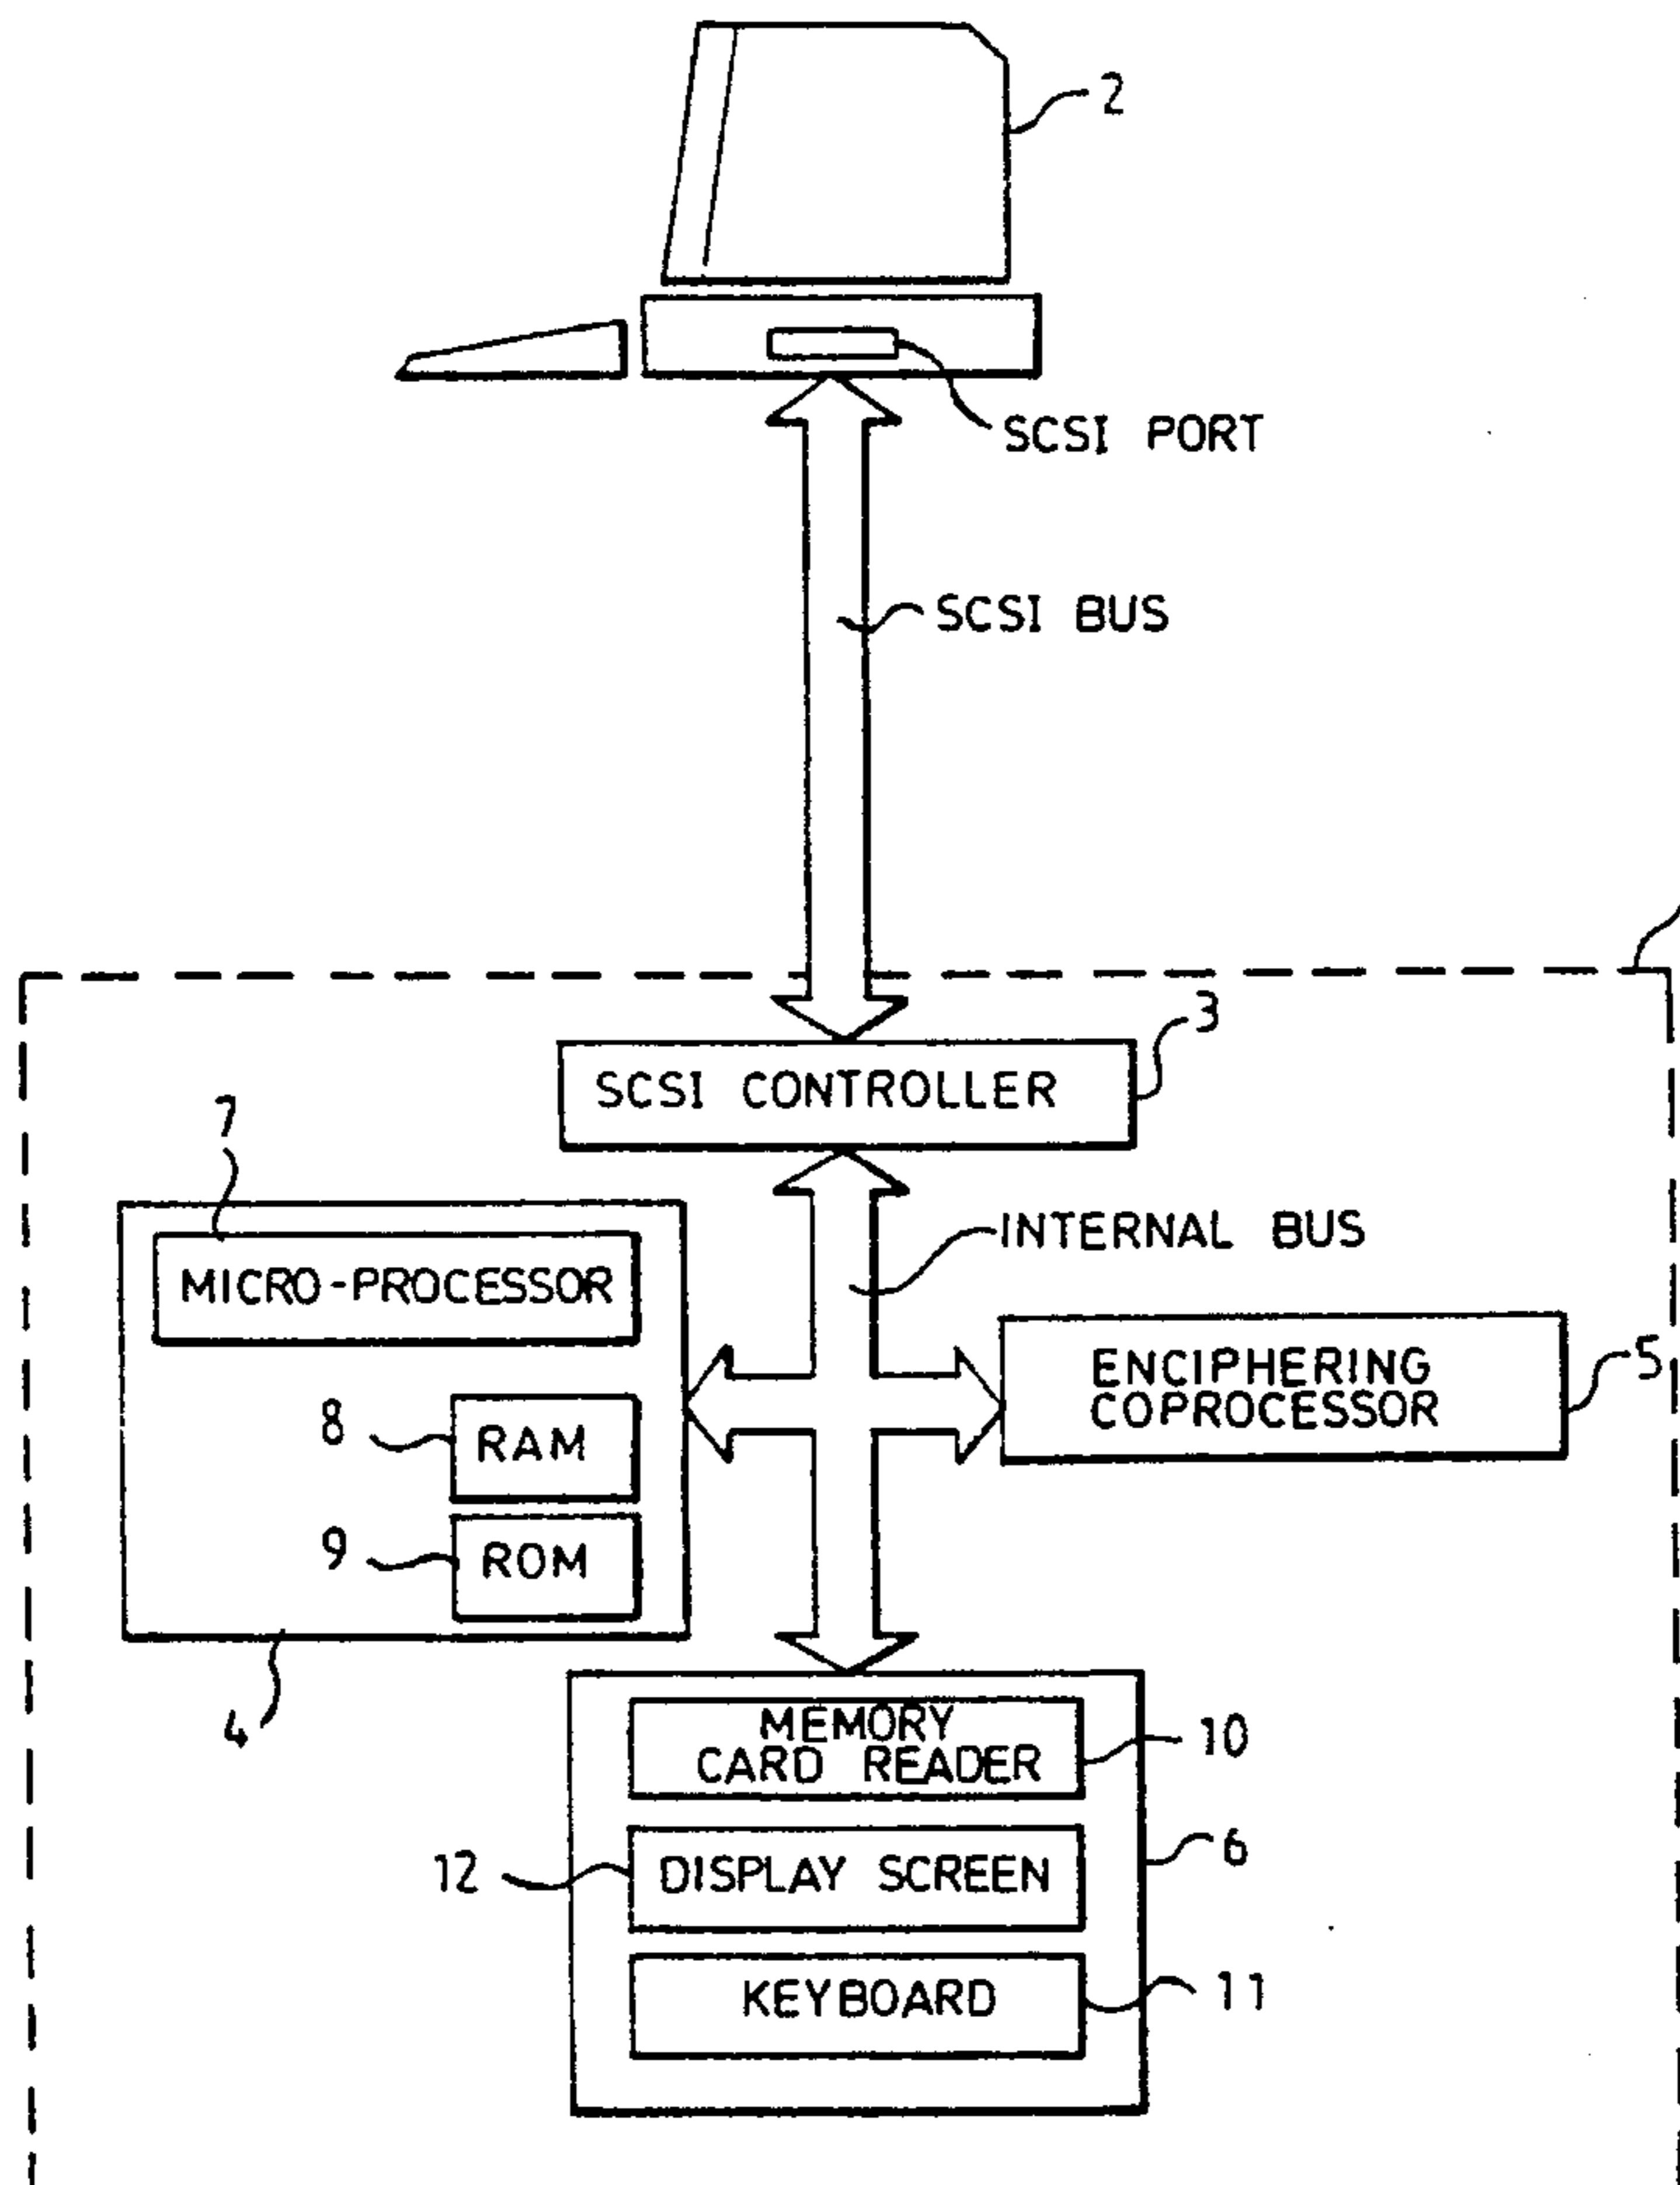 2
SCSI PORT
SCSI BUS
3
SCSI CONTROLLER
7
INTERNAL BUS
MICRO-PROCESSOR
ENCIPHERING
COPROCESSOR
5
8
RAM
9
ROM
4
MEMORY
CARD READER
10
6
12
DISPLAY SCREEN
KEYBOARD
11